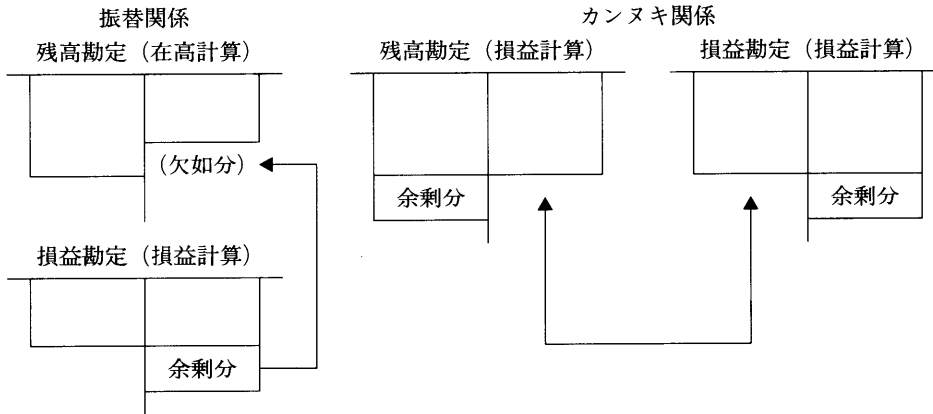 振替関係
残高勘定（在高計算）
（欠如分）
損益勘定（損益計算）
余剰分
カンヌキ関係
残高勘定（損益計算）
損益勘定（損益計算）
余剰分
余剰分